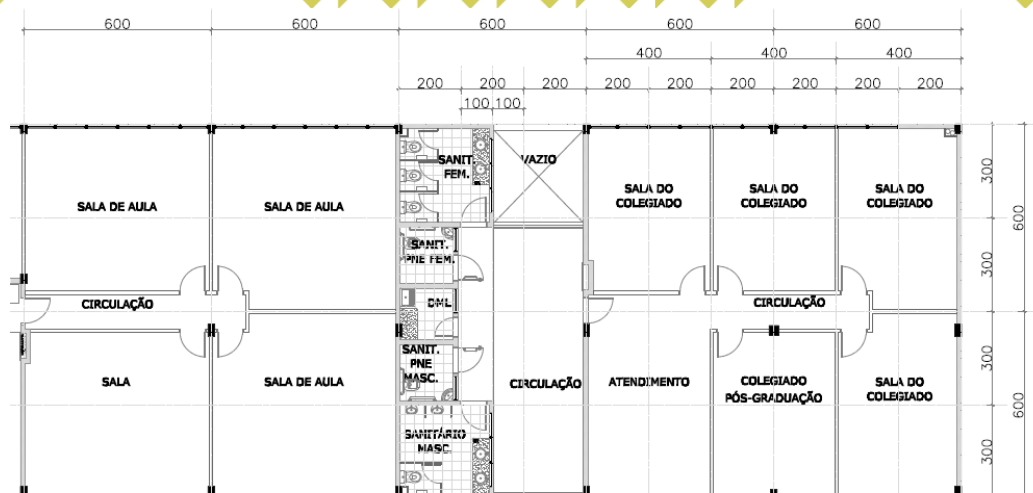 600 600 600 600 600
400 400 400
200 200 200 200 200 200 200 200 200
100 100
SANIT.
FEM.
VAZIO
SALA DE AULA
SALA DE AULA
SALA DO
COLEGIADO
SALA DO
COLEGIADO
SALA DO
COLEGIADO
300
600
SANIT.
PNE FEM.
300
CIRCULAÇÃO
DML
CIRCULAÇÃO
SANIT.
PNE
MASC.
300
SALA
SALA DE AULA
CIRCULAÇÃO
ATENDIMENTO
COLEGIADO
PÓS-GRADUAÇÃO
SALA DO
COLEGIADO
600
SANITÁRIO
MASC.
300